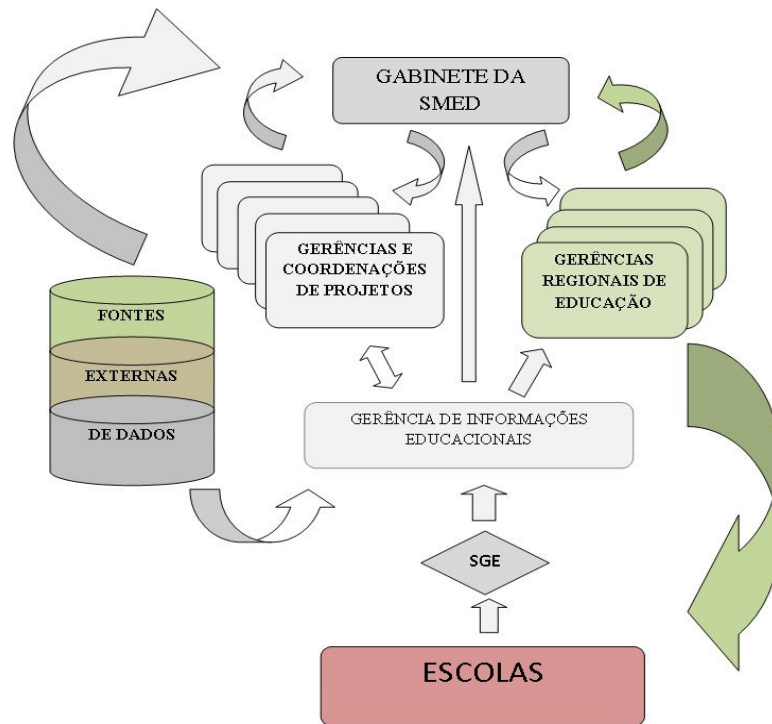 GABINETE DA
SMED
GERÊNCIAS E
COORDENAÇÕES
DE PROJETOS
GERÊNCIAS
REGIONAIS DE
EDUCAÇÃO
FONTES
EXTERNAS
DE DADOS
GERÊNCIA DE INFORMAÇÕES
EDUCACIONAIS
SGE
ESCOLAS